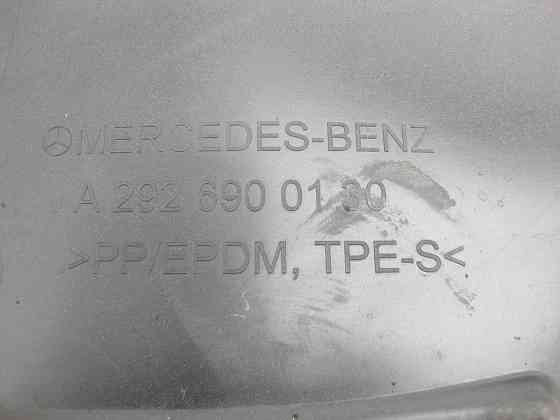 MERCEDES-BENZ
A 292 690 01 30
>PP/EPDM, TPE-S<